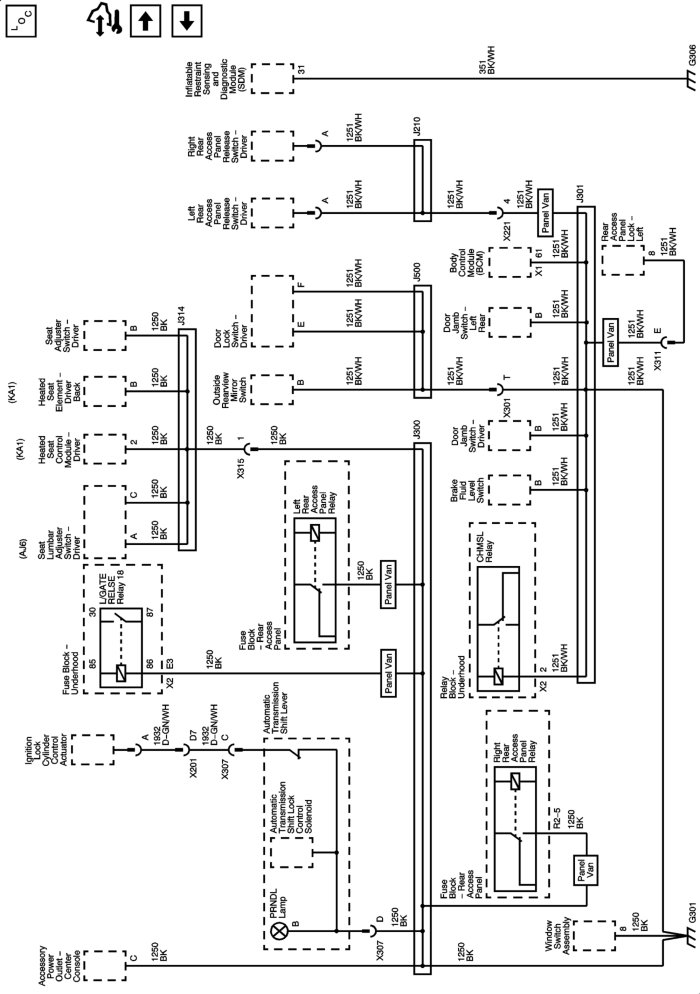 LOC
Accessory
Power
Outlet –
Center
Console
C
1250
BK
Ignition
Lock
Cylinder
Control
Actuator
A
1932
D-GN/WH
D7
X201
1932
D-GN/WH
C
X307
Automatic
Transmission
Shift Lever
Automatic
Transmission
Shift Lock
Control
Solenoid
PRNDL
Lamp
B
D
X307
1250
BK
1250
BK
Fuse Block –
Underhood
L/GATE
RELSE
Relay 18
85
30
86
87
X2
E3
1250
BK
Panel Van
Fuse
Block
– Rear
Access
Panel
Left
Rear
Access
Panel
Relay
1250
BK
Panel Van
(AJ6)
Seat
Lumbar
Adjuster
Switch –
Driver
A
C
1250
BK
1250
BK
(KA1)
Heated
Seat
Control
Module –
Driver
2
1250
BK
(KA1)
Heated
Seat
Element –
Driver
Back
B
1250
BK
Seat
Adjuster
Switch –
Driver
B
1250
BK
J314
1250
BK
X315
1
1250
BK
J300
Outside
Rearview
Mirror
Switch
B
1251
BK/WH
Door
Lock
Switch –
Driver
E
F
1251
BK/WH
1251
BK/WH
J500
1251
BK/WH
X301
T
Left
Rear
Access
Panel
Release
Switch –
Driver
A
1251
BK/WH
Right
Rear
Access
Panel
Release
Switch –
Driver
A
1251
BK/WH
J210
1251
BK/WH
X221
4
1251
BK/WH
Panel Van
Inflatable
Restraint
Sensing
and
Diagnostic
Module
(SDM)
31
351
BK/WH
G306
Fuse
Block
– Rear
Access
Panel
Right
Rear
Access
Panel
Relay
R2–5
1250
BK
Panel
Van
Relay
Block –
Underhood
CHMSL
Relay
X2
2
1251
BK/WH
Brake
Fluid
Level
Switch
B
1251
BK/WH
Door
Jamb
Switch –
Driver
B
1251
BK/WH
Door
Jamb
Switch –
Left
Rear
B
1251
BK/WH
Body
Control
Module
(BCM)
X1
61
1251
BK/WH
J301
Rear
Access
Panel
Lock –
Left
8
1251
BK/WH
Panel Van
1251
BK/WH
X311
E
1251
BK/WH
Window
Switch
Assembly
8
1250
BK
G301